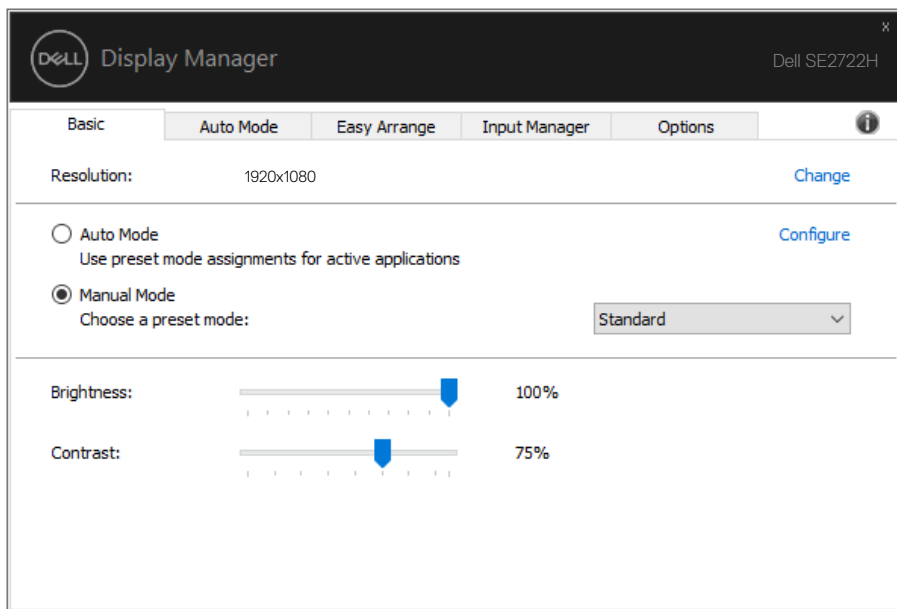 x
DELL Display Manager
Dell SE2722H
Basic Auto Mode Easy Arrange Input Manager Options i
Resolution: 1920x1080 Change
Auto Mode Configure
Use preset mode assignments for active applications
Manual Mode
Choose a preset mode: Standard
Brightness: 100%
Contrast: 75%